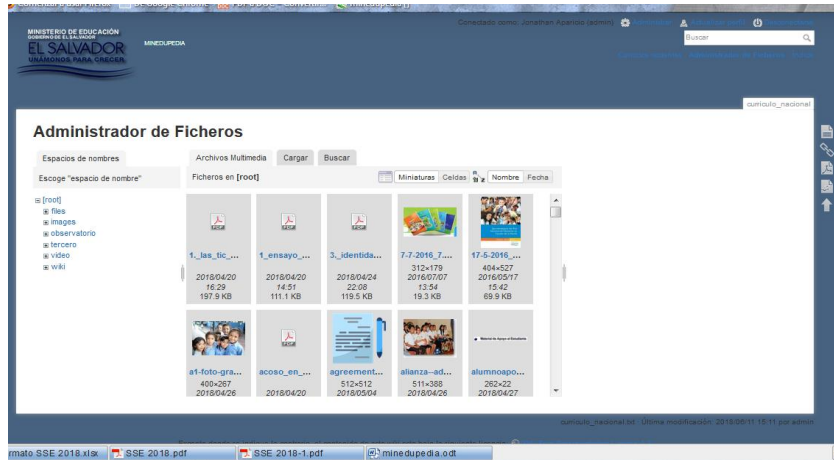 MINISTERIO DE EDUCACIÓN
GOBIERNO DE EL SALVADOR
EL SALVADOR
UNÁMONOS PARA CRECER
MINEDUPEDIA
Conectado como: Jonathan Aparicio (admin)
Buscar
curriculo_nacional
Administrador de Ficheros
Espacios de nombres
Escoge "espacio de nombre"
[root]
files
images
observatorio
tercero
video
wiki
Archivos Multimedia Cargar Buscar
Ficheros en [root] Miniaturas Celdas Nombre Fecha
1._las_tic_... 1_ensayo_... 3._identida... 7-7-2016_7.... 17-5-2016_...
312×179 404×527
2018/04/20 2018/04/20 2018/04/24 2016/07/07 2016/05/17
16:29 14:51 22:08 13:54 15:42
197.9 KB 111.1 KB 119.5 KB 19.3 KB 69.9 KB
a1-foto-gra... acoso_en_... agreement... alianza--ad... alumnoapo...
400×267 512×512 511×388 262×22
2018/04/26 2018/04/20 2018/05/04 2018/04/26 2018/04/27
curriculo_nacional.txt · Última modificación: 2018/06/11 15:11 por admin
rmato SSE 2018.xlsx SSE 2018.pdf SSE 2018-1.pdf minedupedia.odt